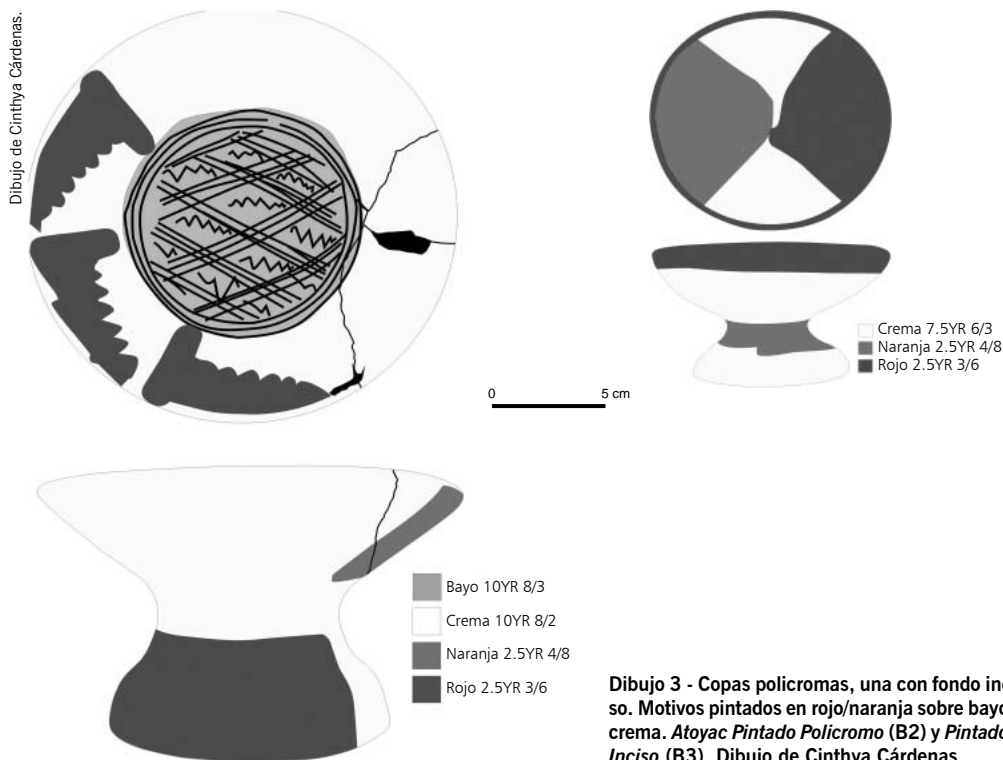 Dibujo de Cinthya Cárdenas.
Crema 7.5YR 6/3
Naranja 2.5YR 4/8
Rojo 2.5YR 3/6
0 5 cm
Bayo 10YR 8/3
Crema 10YR 8/2
Naranja 2.5YR 4/8
Rojo 2.5YR 3/6
Dibujo 3 - Copas policromas, una con fondo
so. Motivos pintados en rojo/naranja sobre bayo
crema. Atoyac Pintado Policromo (B2) y Pintado
Inciso (B3). Dibujo de Cinthya Cárdenas